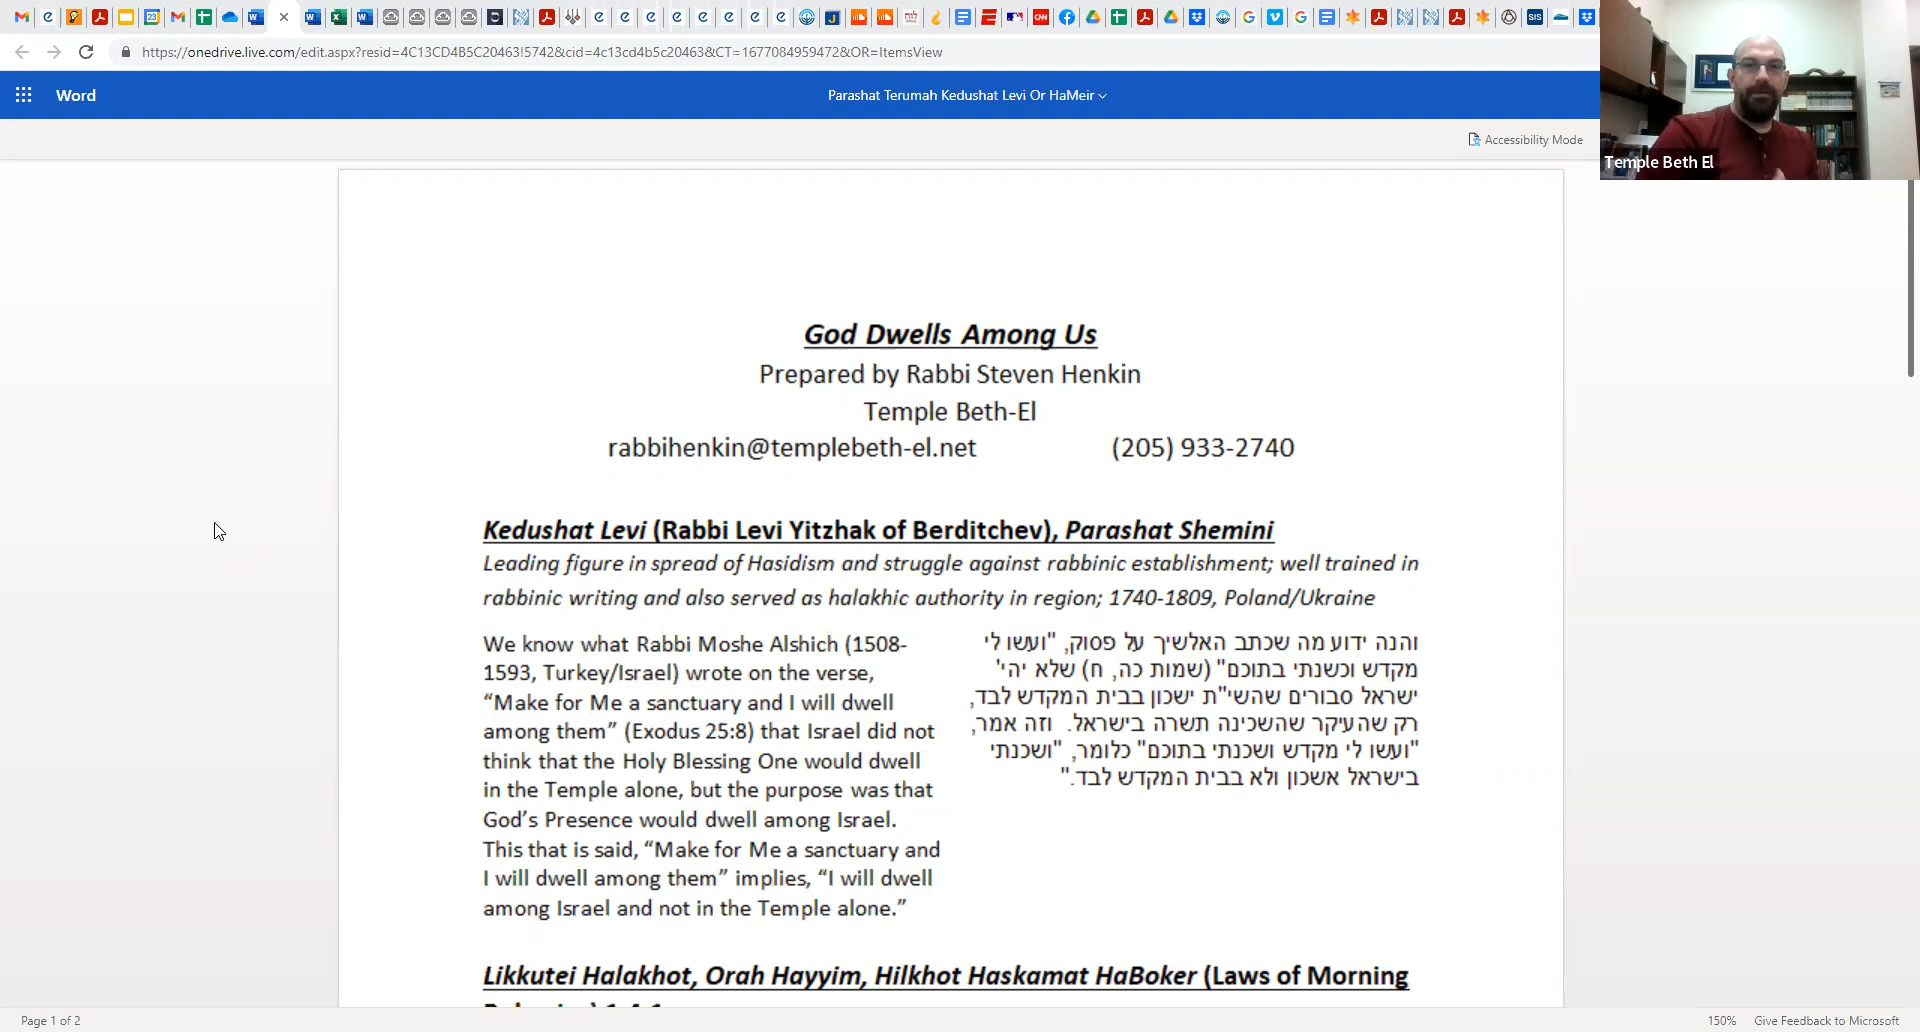 https://onedrive.live.com/edit.aspx?resid=4C13CD4B5C20463!5742&cid=4c13cd4b5c20463&CT=1677084959472&OR=ItemsView
Word
Parashat Terumah Kedushat Levi Or HaMeir
Accessibility Mode
Temple Beth El
God Dwells Among Us
Prepared by Rabbi Steven Henkin
Temple Beth-El
rabbihenkin@templebeth-el.net (205) 933-2740
Kedushat Levi (Rabbi Levi Yitzhak of Berditchev), Parashat Shemini
Leading figure in spread of Hasidism and struggle against rabbinic establishment; well trained in
rabbinic writing and also served as halakhic authority in region; 1740-1809, Poland/Ukraine
We know what Rabbi Moshe Alshich (1508-
1593, Turkey/Israel) wrote on the verse,
“Make for Me a sanctuary and I will dwell
among them” (Exodus 25:8) that Israel did not
think that the Holy Blessing One would dwell
in the Temple alone, but the purpose was that
God’s Presence would dwell among Israel.
This that is said, “Make for Me a sanctuary and
I will dwell among them” implies, “I will dwell
among Israel and not in the Temple alone.”
והנה ידוע מה שכתב האלשיך על פסוק, "ועשו לי
מקדש וכשנתי בתוכם" (שמות כה, ח) שלא יהי'
ישראל סבורים שהשי"ת ישכון בבית המקדש לבד,
רק שהעיקר שהשכינה תשרה בישראל. וזה אמר,
"ועשו לי מקדש ושכנתי בתוכם" כלומר, "ושכנתי
בישראל אשכון ולא בבית המקדש לבד."
Likkutei Halakhot, Orah Hayyim, Hilkhot Haskamat HaBoker (Laws of Morning
Page 1 of 2
150% Give Feedback to Microsoft